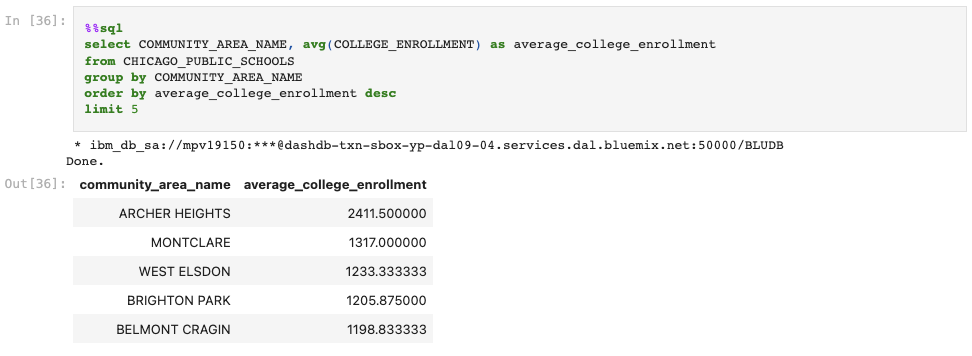 In [36]:
%%sql
select COMMUNITY_AREA_NAME, avg(COLLEGE_ENROLLMENT) as average_college_enrollment
from CHICAGO_PUBLIC_SCHOOLS
group by COMMUNITY_AREA_NAME
order by average_college_enrollment desc
limit 5
* ibm_db_sa://mpv19150:***@dashdb-txn-sbox-yp-dal09-04.services.dal.bluemix.net:50000/BLUDB
Done.
Out[36]:
community_area_name average_college_enrollment
ARCHER HEIGHTS 2411.500000
MONTCLARE 1317.000000
WEST ELSDON 1233.333333
BRIGHTON PARK 1205.875000
BELMONT CRAGIN 1198.833333